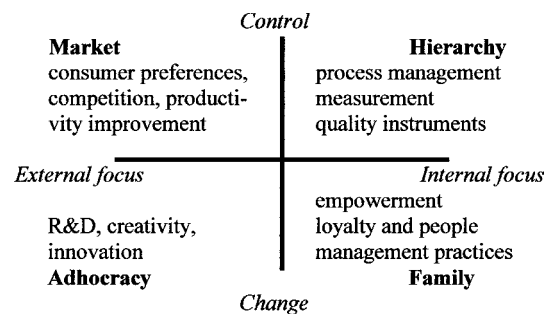 Control
Market
consumer preferences,
competition, producti-
vity improvement
Hierarchy
process management
measurement
quality instruments
External focus
Internal focus
R&D, creativity,
innovation
Adhocracy
empowerment
loyalty and people
management practices
Family
Change